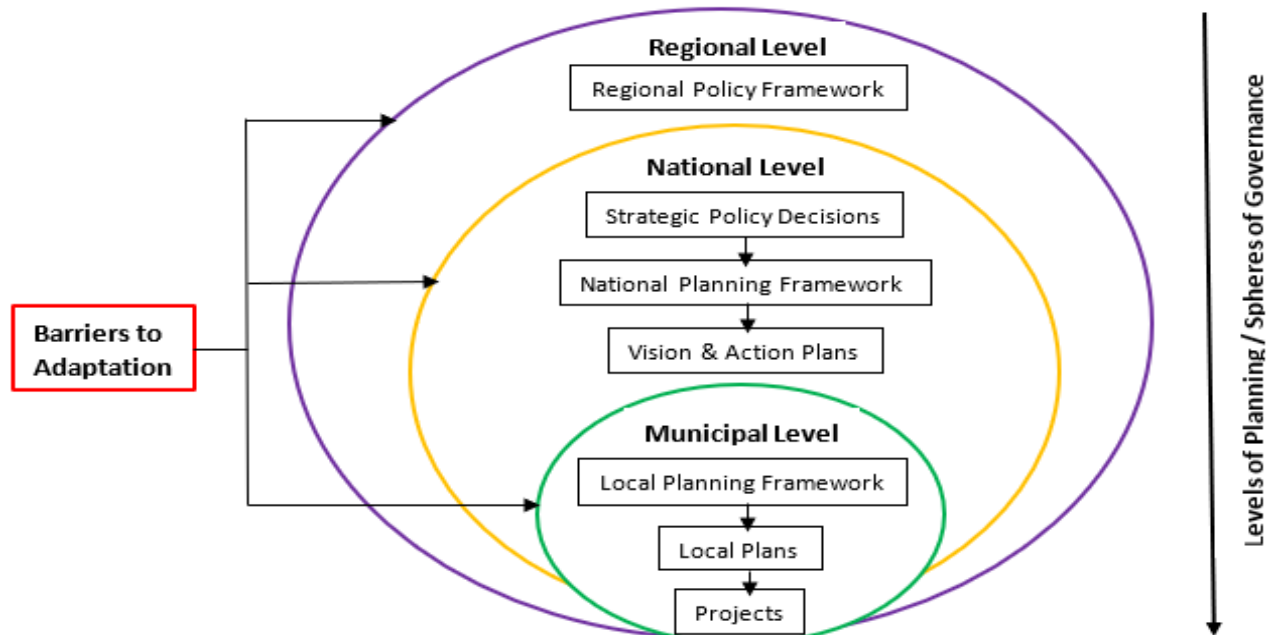 Regional Level
Regional Policy Framework
National Level
Strategic Policy Decisions
National Planning Framework
Vision & Action Plans
Barriers to
Adaptation
Municipal Level
Local Planning Framework
Local Plans
Projects
Levels of Planning / Spheres of Governance